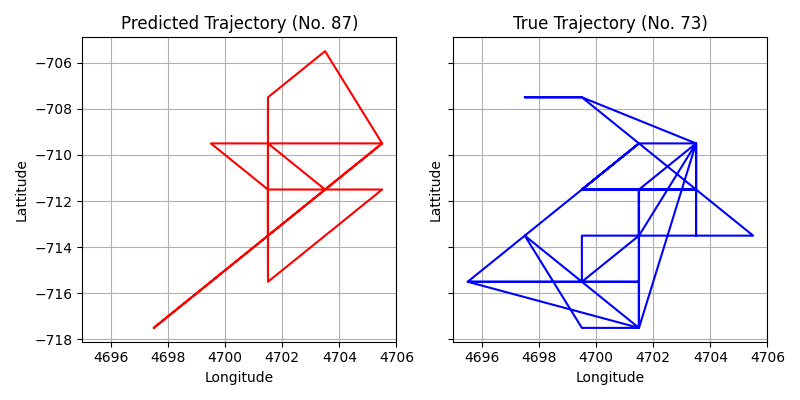 Predicted Trajectory (No. 87)
True Trajectory (No. 73)
Lattitude
−706
−708
−710
−712
−714
−716
−718
4696 4698 4700 4702 4704 4706
Longitude
Lattitude
4696 4698 4700 4702 4704 4706
Longitude